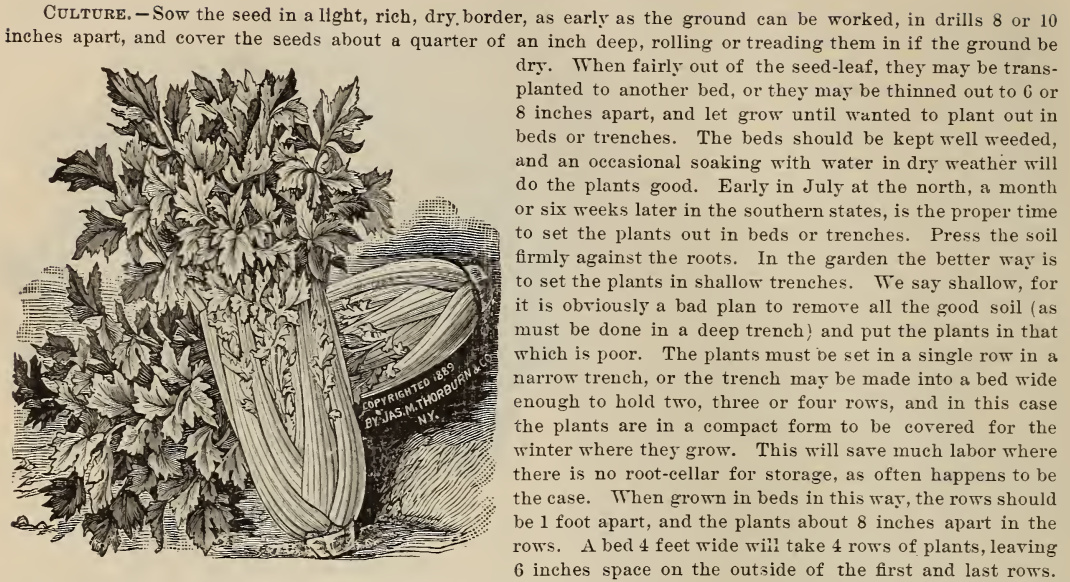 CULTURE.—Sow the seed in a light, rich, dry border, as early as the ground can be worked, in drills 8 or 10
inches apart, and cover the seeds about a quarter of an inch deep, rolling or treading them in if the ground be
dry. When fairly out of the seed-leaf, they may be trans-
planted to another bed, or they may be thinned out to 6 or
8 inches apart, and let grow until wanted to plant out in
beds or trenches. The beds should be kept well weeded,
and an occasional soaking with water in dry weather will
do the plants good. Early in July at the north, a month
or six weeks later in the southern states, is the proper time
to set the plants out in beds or trenches. Press the soil
firmly against the roots. In the garden the better way is
to set the plants in shallow trenches. We say shallow, for
it is obviously a bad plan to remove all the good soil (as
must be done in a deep trench) and put the plants in that
which is poor. The plants must be set in a single row in a
narrow trench, or the trench may be made into a bed wide
enough to hold two, three or four rows, and in this case
the plants are in a compact form to be covered for the
winter where they grow. This will save much labor where
there is no root-cellar for storage, as often happens to be
the case. When grown in beds in this way, the rows should
be 1 foot apart, and the plants about 8 inches apart in the
rows. A bed 4 feet wide will take 4 rows of plants, leaving
6 inches space on the outside of the first and last rows.
COPYRIGHTED 1889
BY JAS. M. THORBURN & CO.
NY.